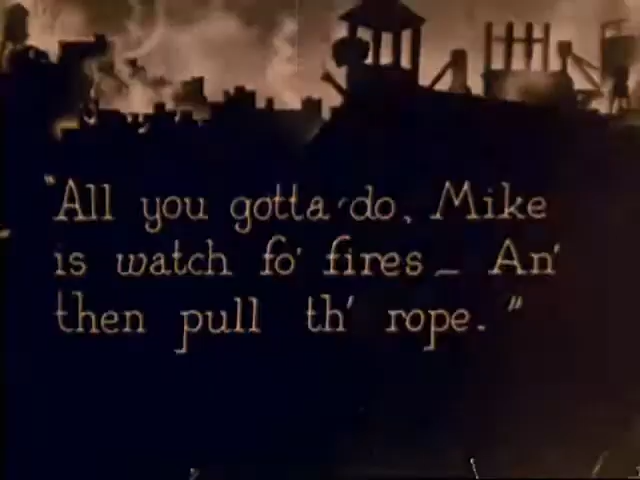 "All you gotta do, Mike
is watch fo' fires – An'
then pull th' rope."